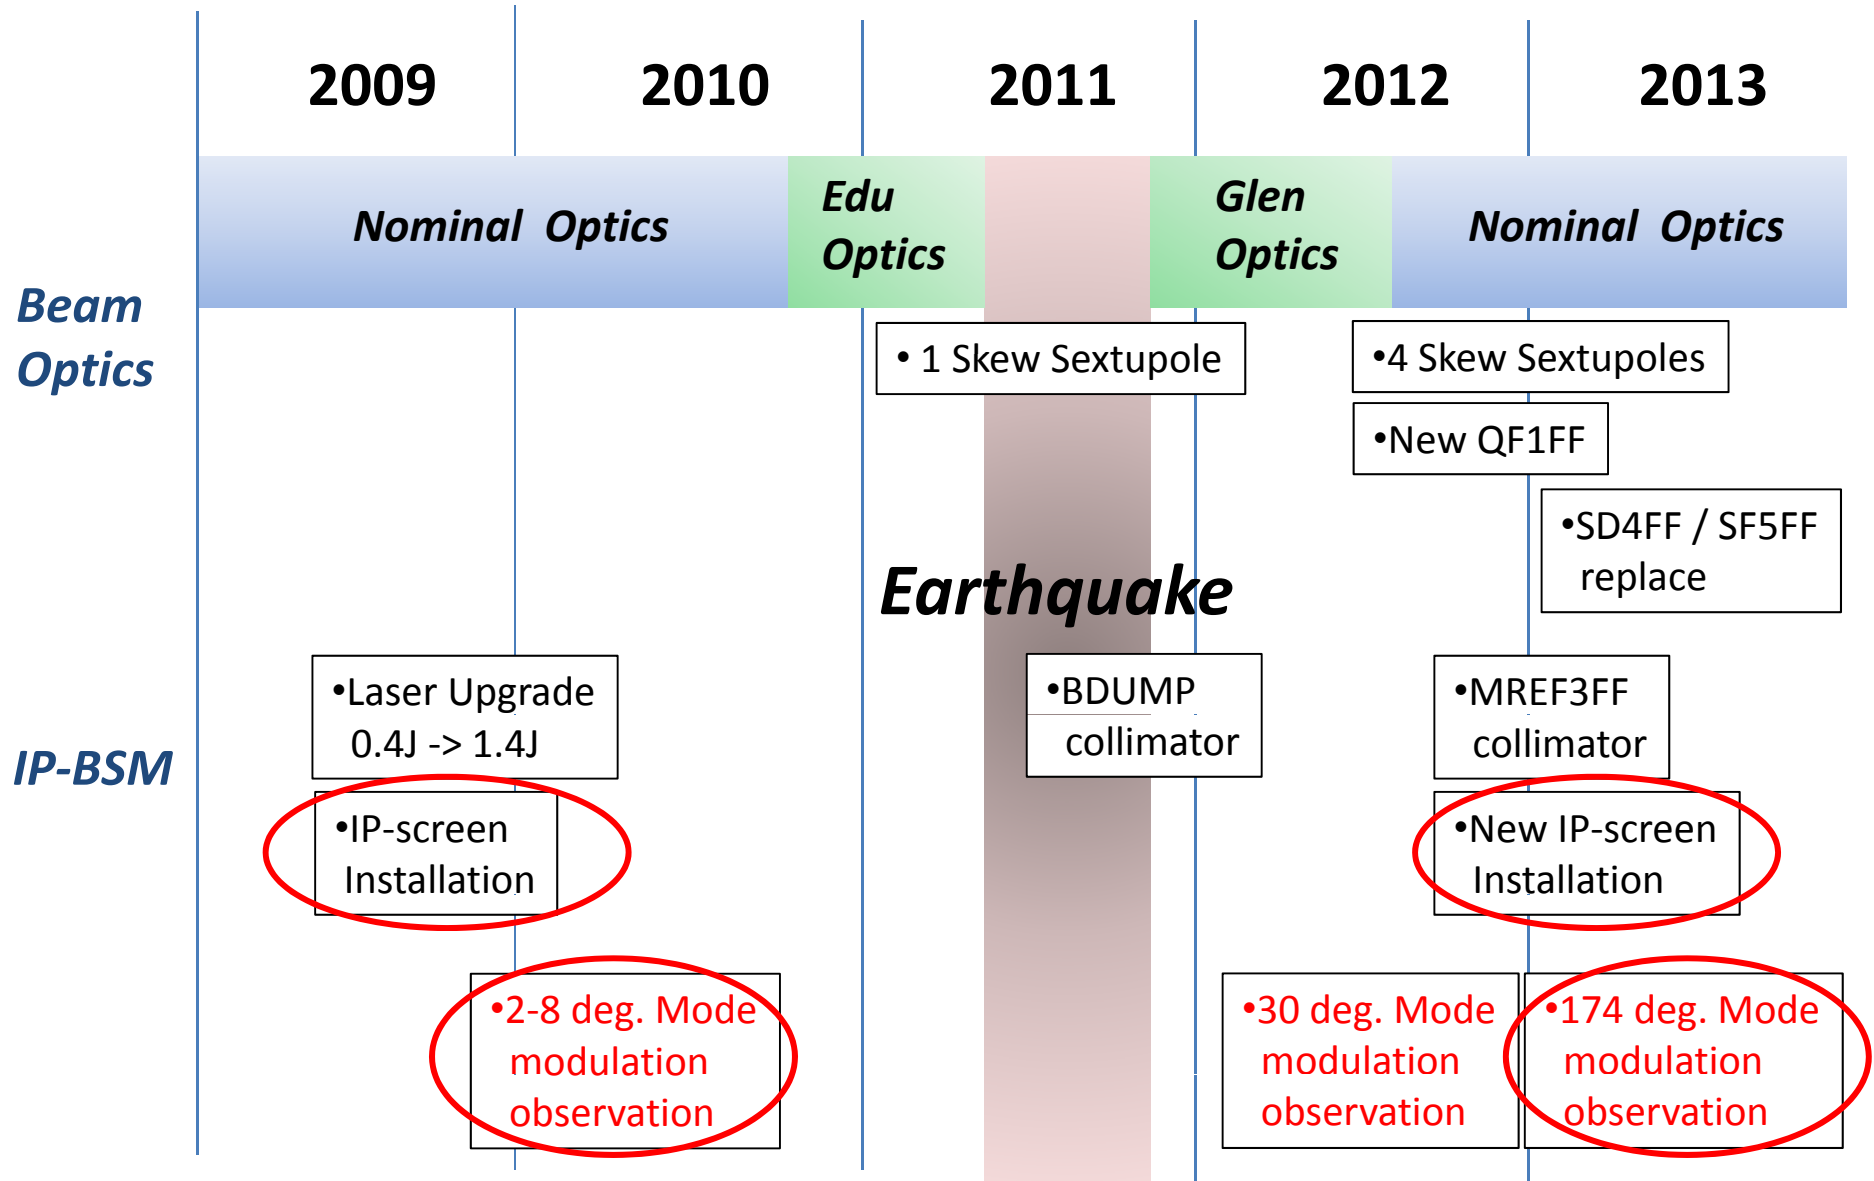 2009 2010 2011 2012 2013
Nominal Optics
Edu
Optics
Glen
Optics
Nominal Optics
Beam
Optics
• 1 Skew Sextupole
•4 Skew Sextupoles
•New QF1FF
•SD4FF / SF5FF
replace
Earthquake
IP-BSM
•Laser Upgrade
0.4J -> 1.4J
•BDUMP
collimator
•MREF3FF
collimator
•IP-screen
Installation
•New IP-screen
Installation
•2-8 deg. Mode
modulation
observation
•30 deg. Mode
modulation
observation
•174 deg. Mode
modulation
observation